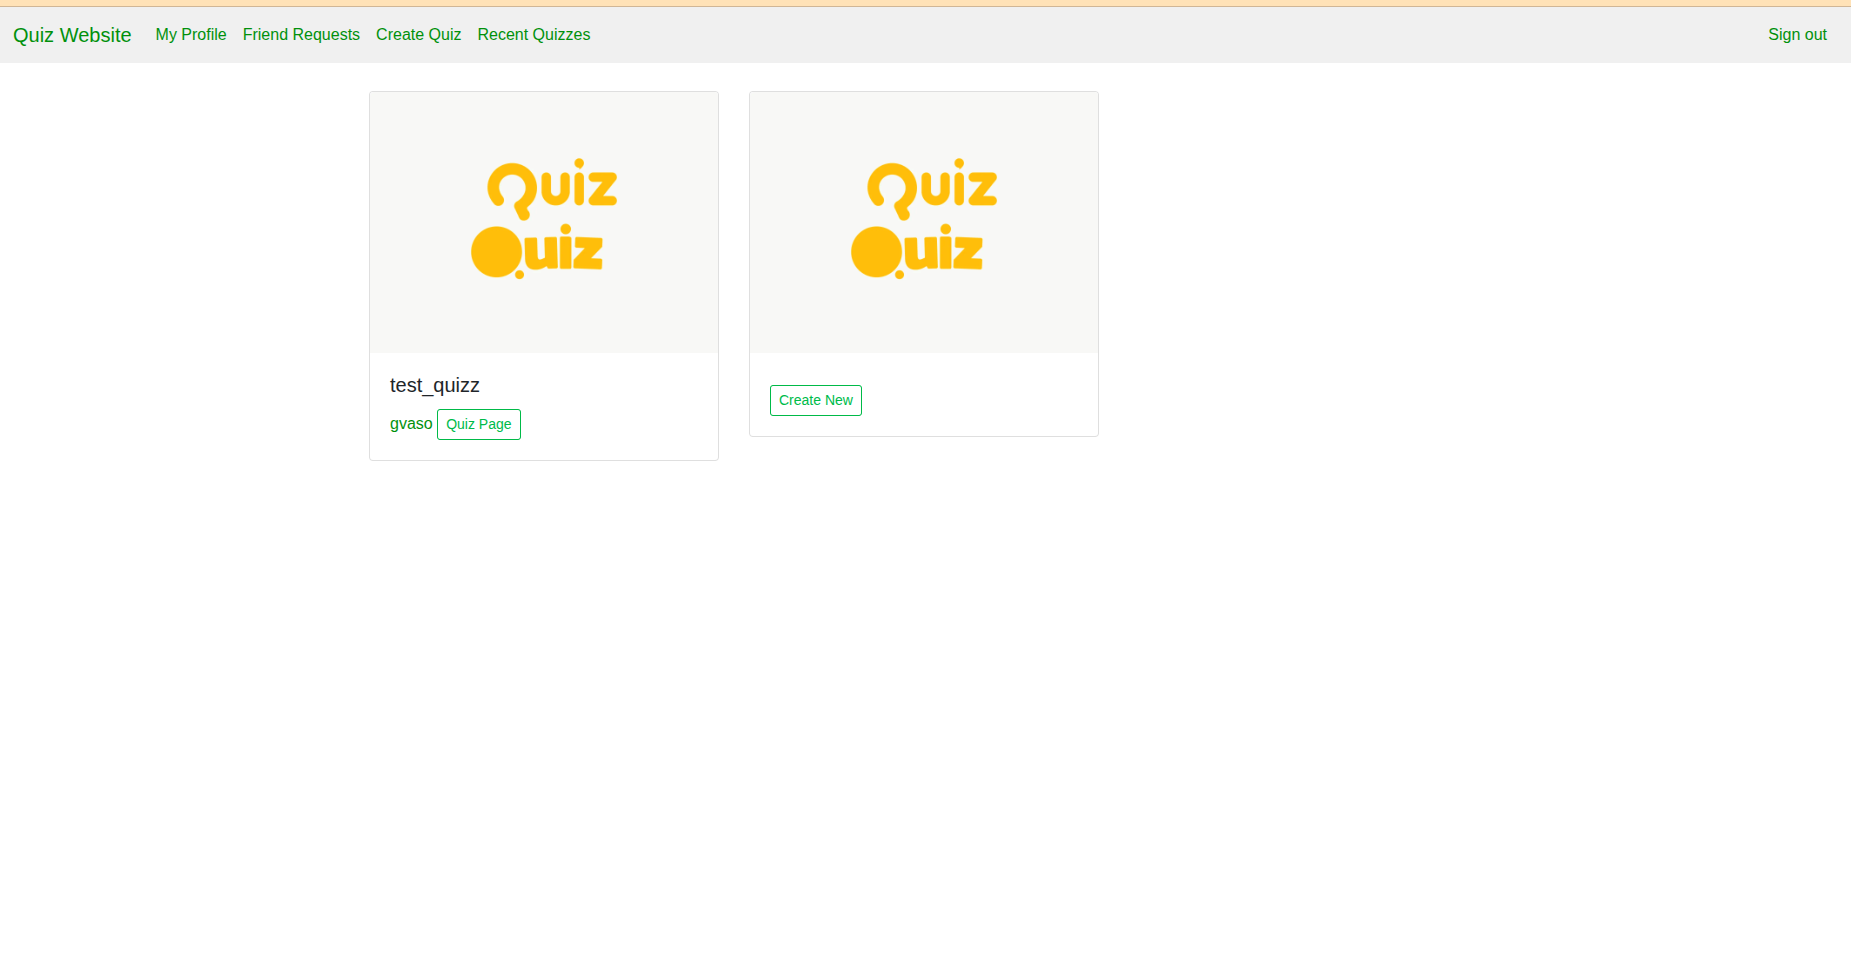 Quiz Website My Profile Friend Requests Create Quiz Recent Quizzes Sign out
Quiz
Quiz
test_quizz
gvaso Quiz Page
Quiz
Quiz
Create New